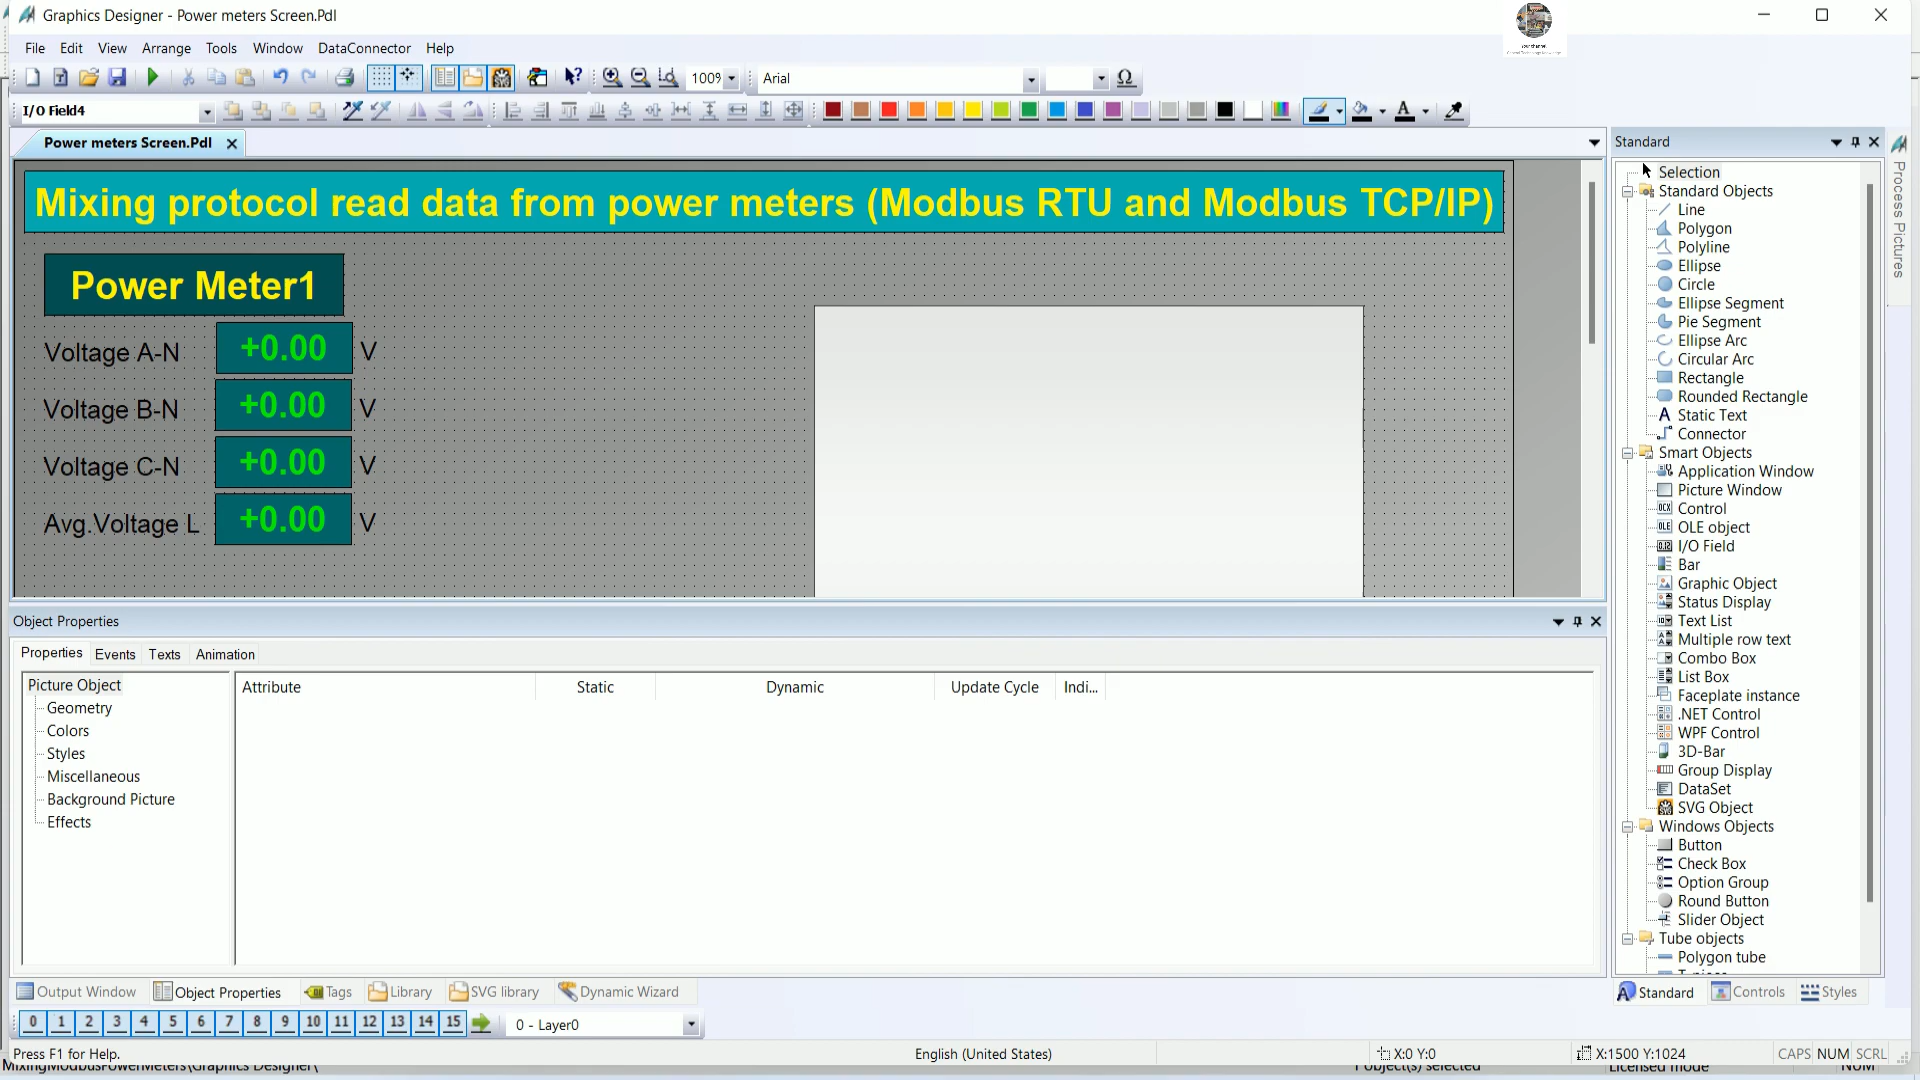 Graphics Designer - Power meters Screen.Pdl
File Edit View Arrange Tools Window DataConnector Help
100% Arial Ω
I/O Field4
Power meters Screen.Pdl
Mixing protocol read data from power meters (Modbus RTU and Modbus TCP/IP)
Power Meter1
Voltage A-N +0.00 V
Voltage B-N +0.00 V
Voltage C-N +0.00 V
Avg.Voltage L +0.00 V
Object Properties
Properties Events Texts Animation
Picture Object
Geometry
Colors
Styles
Miscellaneous
Background Picture
Effects
Attribute Static Dynamic Update Cycle Indi...
Output Window Object Properties Tags Library SVG library Dynamic Wizard
0 1 2 3 4 5 6 7 8 9 10 11 12 13 14 15 0 - Layer0
Press F1 for Help. English (United States) X:0 Y:0 X:1500 Y:1024 CAPS NUM SCRL
Standard
Selection
Standard Objects
Line
Polygon
Polyline
Ellipse
Circle
Ellipse Segment
Pie Segment
Ellipse Arc
Circular Arc
Rectangle
Rounded Rectangle
Static Text
Connector
Smart Objects
Application Window
Picture Window
Control
OLE object
I/O Field
Bar
Graphic Object
Status Display
Text List
Multiple row text
Combo Box
List Box
Faceplate instance
.NET Control
WPF Control
3D-Bar
Group Display
DataSet
SVG Object
Windows Objects
Button
Check Box
Option Group
Round Button
Slider Object
Tube objects
Polygon tube
Standard Controls Styles
Process Pictures